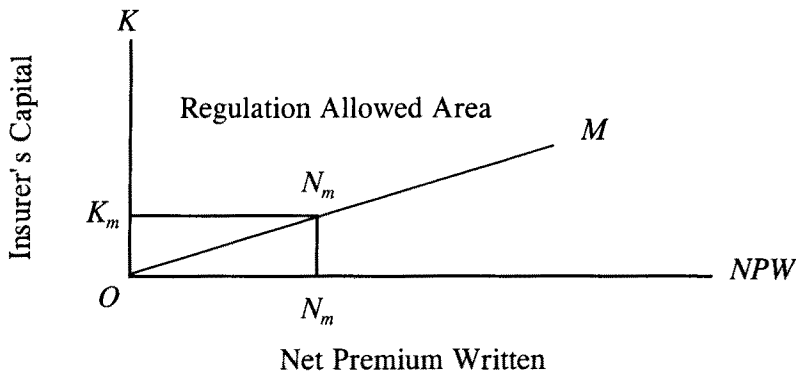 K
Insurer's Capital
Regulation Allowed Area
M
N_m
K_m
O
N_m
NPW
Net Premium Written